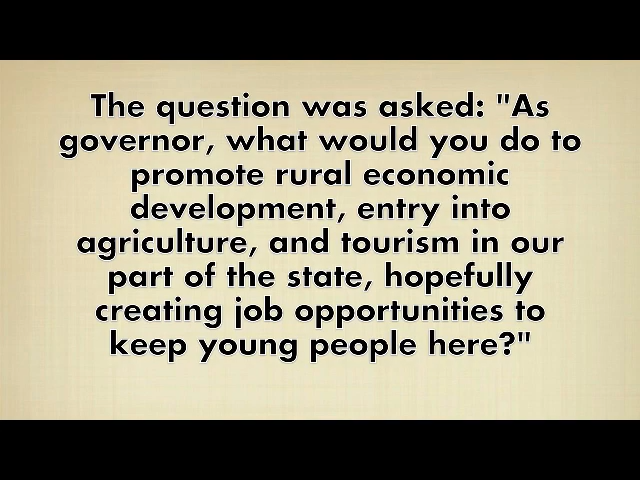 The question was asked: "As
governor, what would you do to
promote rural economic
development, entry into
agriculture, and tourism in our
part of the state, hopefully
creating job opportunities to
keep young people here?"